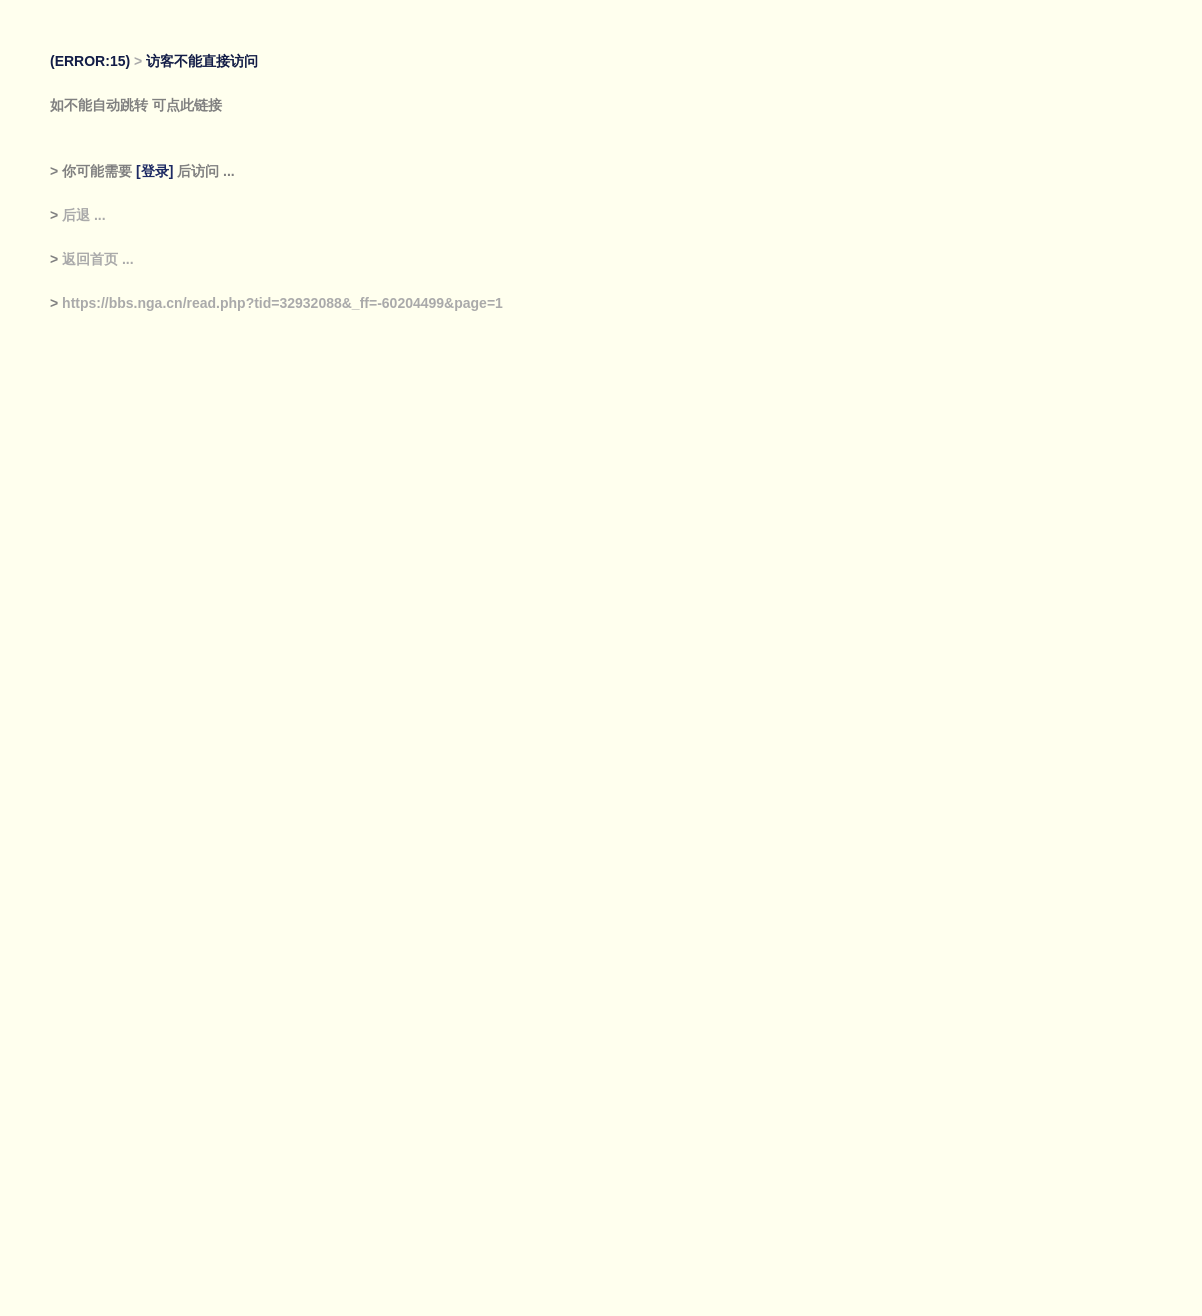 (ERROR:15) > 访客不能直接访问
如不能自动跳转 可点此链接
> 你可能需要 [登录] 后访问 ...
> 后退 ...
> 返回首页 ...
> https://bbs.nga.cn/read.php?tid=32932088&_ff=-60204499&page=1